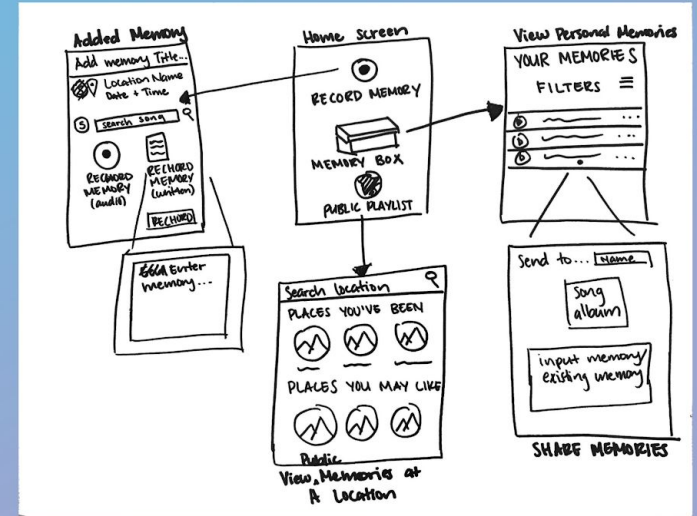 Added Memory
Add memory Title...
Location Name
Date + Time
S
search song
RECHORD
MEMORY
(audio)
RECHORD
MEMORY
(written)
RECHORD
Enter
memory...
Home screen
RECORD MEMORY
MEMORY BOX
PUBLIC PLAYLIST
Search location
PLACES YOU'VE BEEN
PLACES YOU MAY LIKE
Public
View Memories at
A Location
View Personal Memories
YOUR MEMORIES
FILTERS
Send to... Name
song
album
input memory/
existing memory
SHARE MEMORIES